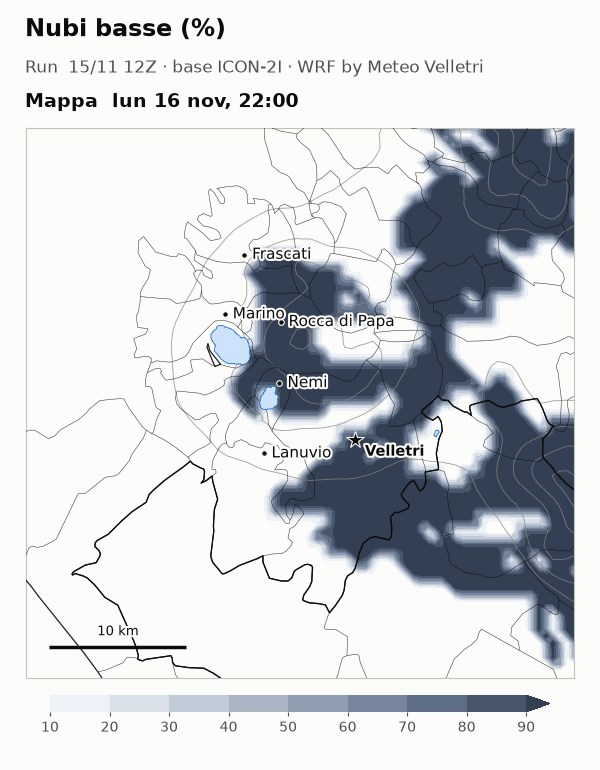 Nubi basse (%)
Run  15/11 12Z · base ICON-2I · WRF by Meteo Velletri
Mappa  lun 16 nov, 22:00
Frascati
Marino
Rocca di Papa
Nemi
Velletri
Lanuvio
10 km
10 20 30 40 50 60 70 80 90